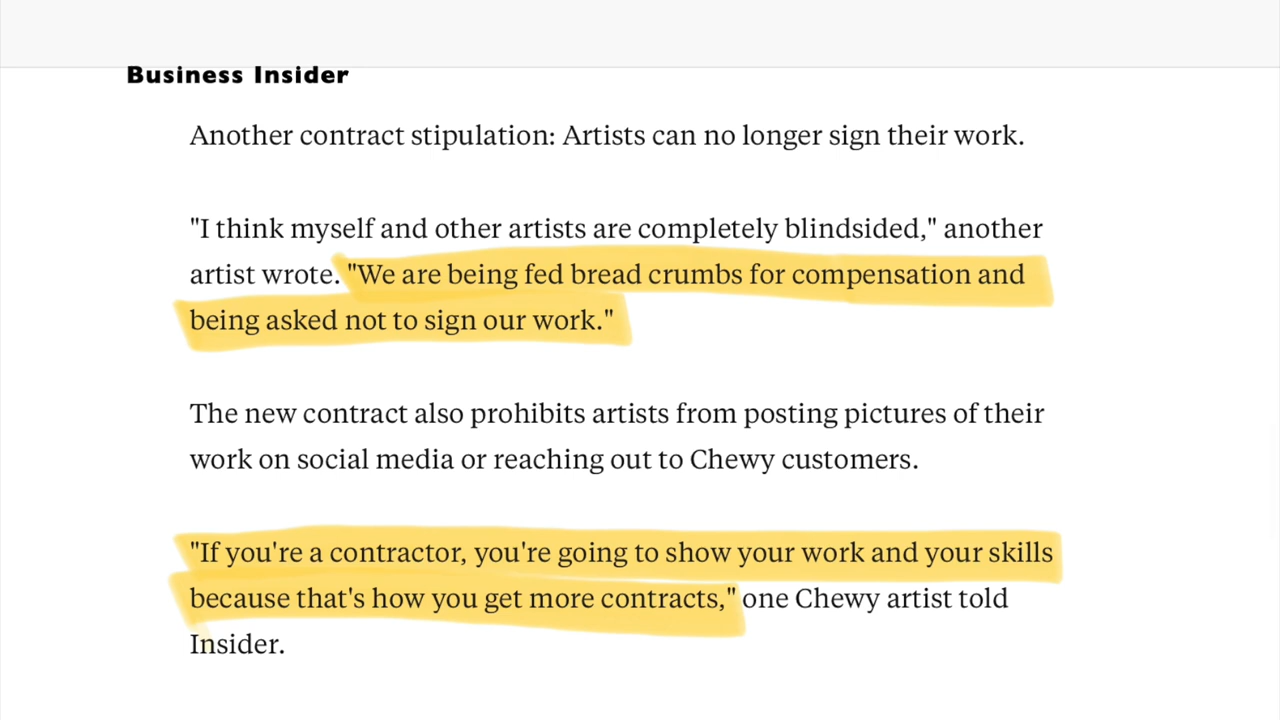 Business Insider
Another contract stipulation: Artists can no longer sign their work.
"I think myself and other artists are completely blindsided," another
artist wrote. "We are being fed bread crumbs for compensation and
being asked not to sign our work."
The new contract also prohibits artists from posting pictures of their
work on social media or reaching out to Chewy customers.
"If you're a contractor, you're going to show your work and your skills
because that's how you get more contracts," one Chewy artist told
Insider.